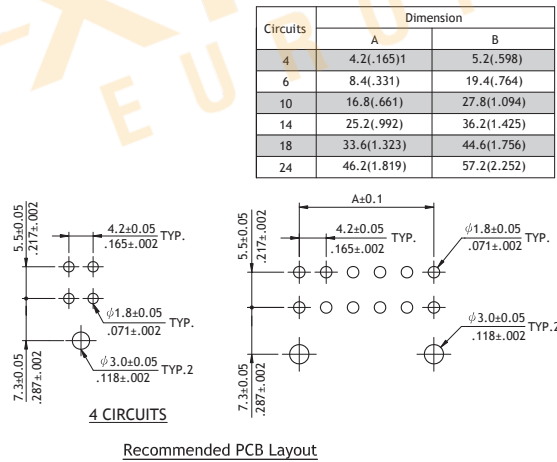 EURO
Circuits Dimension
A B
4 4.2(.165)1 5.2(.598)
6 8.4(.331) 19.4(.764)
10 16.8(.661) 27.8(1.094)
14 25.2(.992) 36.2(1.425)
18 33.6(1.323) 44.6(1.756)
24 46.2(1.819) 57.2(2.252)
5.5±0.05
.217±.002
4.2±0.05
.165±.002 TYP.
ϕ1.8±0.05
.071±.002 TYP.
ϕ3.0±0.05
.118±.002 TYP.2
7.3±0.05
.287±.002
4 CIRCUITS
A±0.1
5.5±0.05
.217±.002
4.2±0.05
.165±.002 TYP.
ϕ1.8±0.05
.071±.002 TYP.
ϕ3.0±0.05
.118±.002 TYP.2
7.3±0.05
.287±.002
Recommended PCB Layout